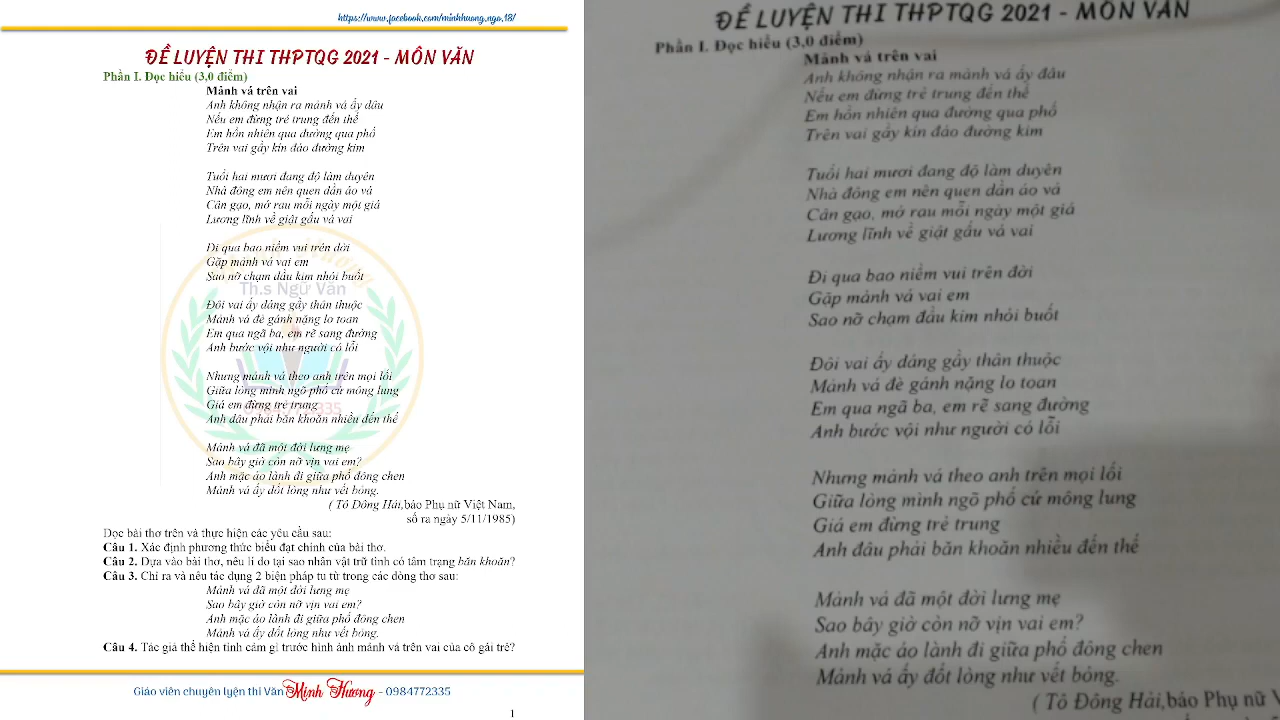 https://www.facebook.com/minhhuong.ngo.18/
ĐỀ LUYỆN THI THPTQG 2021 - MÔN VĂN
Phần I. Đọc hiểu (3,0 điểm)
Mảnh vá trên vai
Anh không nhận ra mảnh vá ấy đâu
Nếu em đừng trẻ trung đến thế
Em hồn nhiên qua đường qua phố
Trên vai gầy kín đáo đường kim
Tuổi hai mươi đang độ làm duyên
Nhà đông em nên quen dần áo vá
Cân gạo, mớ rau mỗi ngày một giá
Lương lĩnh về giật gấu vá vai
Đi qua bao niềm vui trên đời
Gặp mảnh vá vai em
Sao nỡ chạm đầu kim nhói buốt
Th.s Ngữ Văn
Đôi vai ấy dáng gầy thân thuộc
Mảnh vá đè gánh nặng lo toan
Em qua ngã ba, em rẽ sang đường
Anh bước vội như người có lỗi
Nhưng mảnh vá theo anh trên mọi lối
Giữa lòng mình ngõ phố cứ mông lung
Giá em đừng trẻ trung
Anh đâu phải băn khoăn nhiều đến thế
Mảnh vá đã một đời lưng mẹ
Sao bây giờ còn nỡ vịn vai em?
Anh mặc áo lành đi giữa phố đông chen
Mảnh vá ấy đốt lòng như vết bỏng.
( Tô Đông Hải,báo Phụ nữ Việt Nam,
số ra ngày 5/11/1985)
Đọc bài thơ trên và thực hiện các yêu cầu sau:
Câu 1. Xác định phương thức biểu đạt chính của bài thơ.
Câu 2. Dựa vào bài thơ, nêu lí do tại sao nhân vật trữ tình có tâm trạng băn khoăn?
Câu 3. Chỉ ra và nêu tác dụng 2 biện pháp tu từ trong các dòng thơ sau:
Mảnh vá đã một đời lưng mẹ
Sao bây giờ còn nỡ vịn vai em?
Anh mặc áo lành đi giữa phố đông chen
Mảnh vá ấy đốt lòng như vết bỏng.
Câu 4. Tác giả thể hiện tình cảm gì trước hình ảnh mảnh vá trên vai của cô gái trẻ?
Giáo viên chuyên luyện thi Văn Minh Hương - 0984772335
1
ĐỀ LUYỆN THI THPTQG 2021 - MÔN VĂN
Phần I. Đọc hiểu (3,0 điểm)
Mảnh vá trên vai
Anh không nhận ra mảnh vá ấy đâu
Nếu em đừng trẻ trung đến thế
Em hồn nhiên qua đường qua phố
Trên vai gầy kín đáo đường kim
Tuổi hai mươi đang độ làm duyên
Nhà đông em nên quen dần áo vá
Cân gạo, mớ rau mỗi ngày một giá
Lương lĩnh về giật gấu vá vai
Đi qua bao niềm vui trên đời
Gặp mảnh vá vai em
Sao nỡ chạm đầu kim nhói buốt
Đôi vai ấy dáng gầy thân thuộc
Mảnh vá đè gánh nặng lo toan
Em qua ngã ba, em rẽ sang đường
Anh bước vội như người có lỗi
Nhưng mảnh vá theo anh trên mọi lối
Giữa lòng mình ngõ phố cứ mông lung
Giá em đừng trẻ trung
Anh đâu phải băn khoăn nhiều đến thế
Mảnh vá đã một đời lưng mẹ
Sao bây giờ còn nỡ vịn vai em?
Anh mặc áo lành đi giữa phố đông chen
Mảnh vá ấy đốt lòng như vết bỏng.
( Tô Đông Hải,báo Phụ nữ